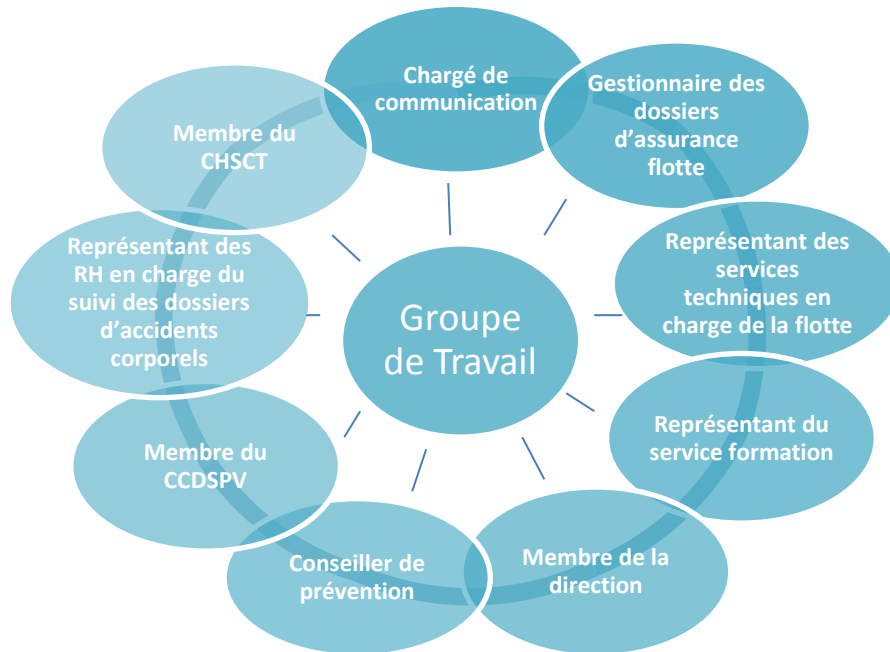 Chargé de
communication
Gestionnaire des
dossiers
d'assurance
flotte
Représentant des
services
techniques en
charge de la flotte
Représentant du
service formation
Membre de la
direction
Conseiller de
prévention
Membre du
CCDSPV
Représentant des
RH en charge du
suivi des dossiers
d'accidents
corporels
Membre du
CHSCT
Groupe
de Travail